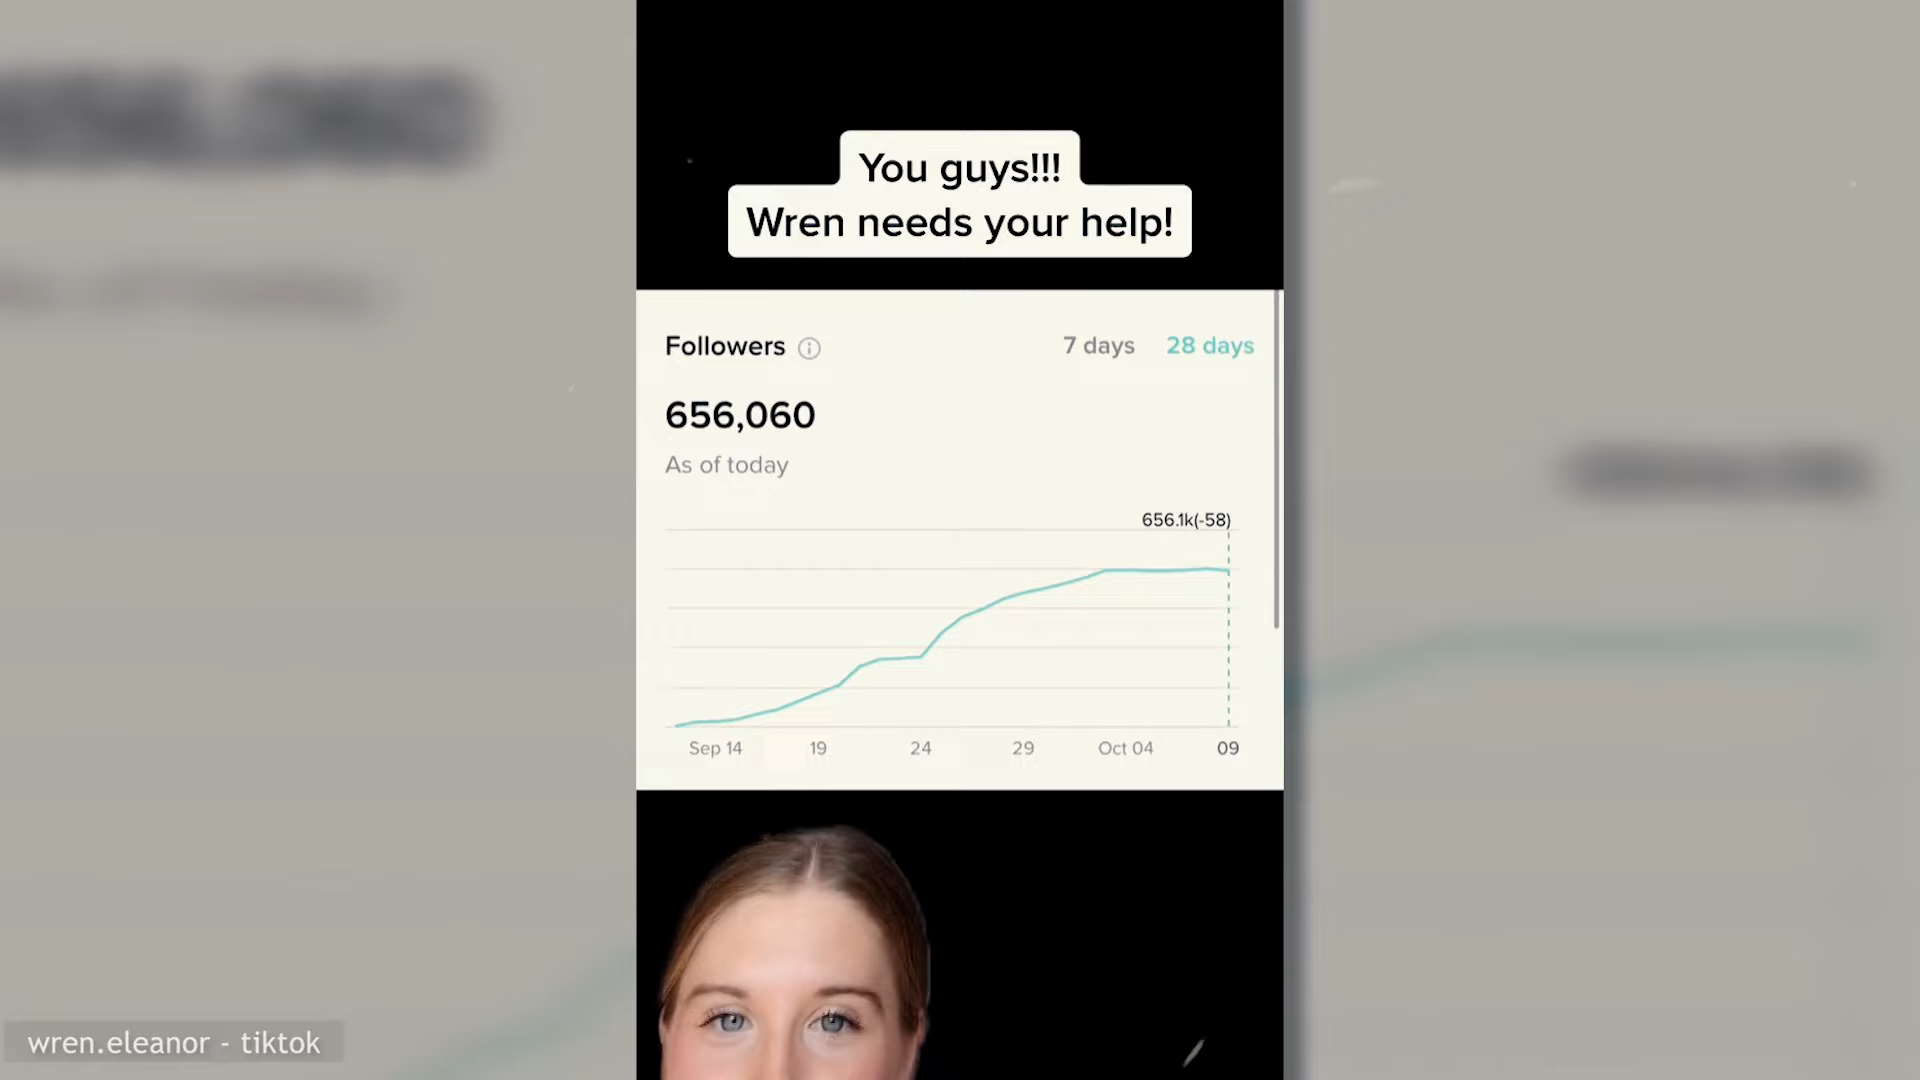 You guys!!!
Wren needs your help!
Followers
7 days
28 days
656,060
As of today
656.1k(-58)
Sep 14
19
24
29
Oct 04
09
wren.eleanor - tiktok